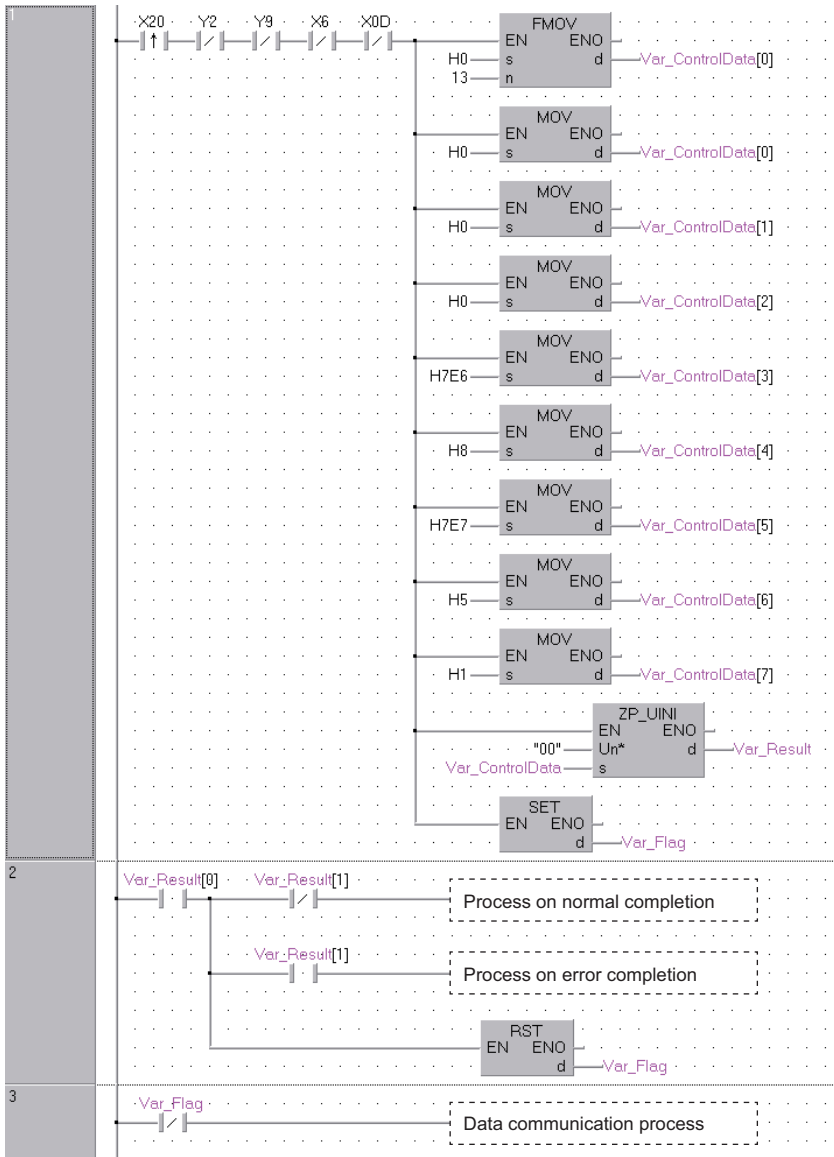 1
X20 Y2 Y9 X6 X0D
FMOV
EN ENO
H0 s d Var_ControlData[0]
13 n
MOV
EN ENO
H0 s d Var_ControlData[0]
MOV
EN ENO
H0 s d Var_ControlData[1]
MOV
EN ENO
H0 s d Var_ControlData[2]
MOV
EN ENO
H7E6 s d Var_ControlData[3]
MOV
EN ENO
H8 s d Var_ControlData[4]
MOV
EN ENO
H7E7 s d Var_ControlData[5]
MOV
EN ENO
H5 s d Var_ControlData[6]
MOV
EN ENO
H1 s d Var_ControlData[7]
ZP_UINI
EN ENO
"00" Un* d Var_Result
Var_ControlData s
SET
EN ENO
d Var_Flag
2
Var_Result[0] Var_Result[1]
Process on normal completion
Var_Result[1]
Process on error completion
RST
EN ENO
d Var_Flag
3
Var_Flag
Data communication process